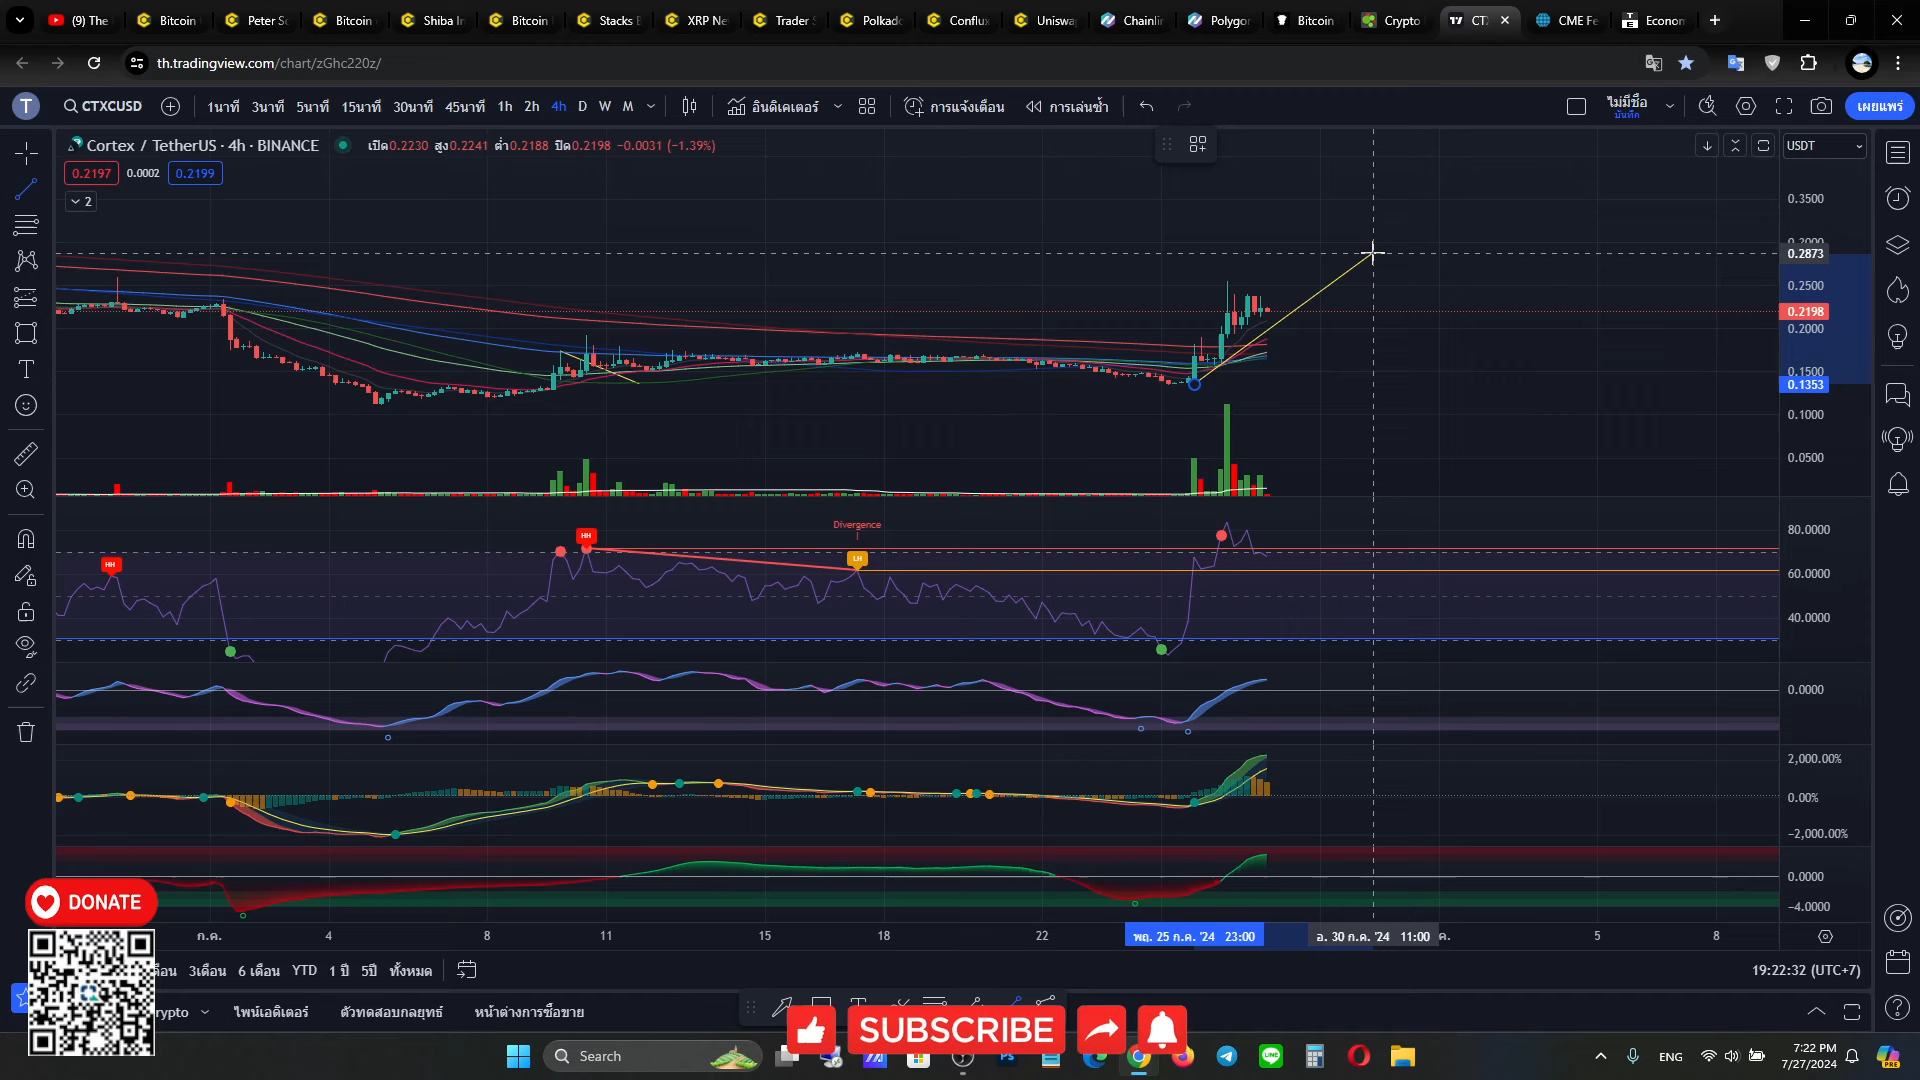 (9) The
Bitcoin
Peter Sc
Bitcoin
Shiba In
Bitcoin
Stacks B
XRP New
Trader S
Polkado
Conflux
Uniswa
Chainlin
Polygon
Bitcoin
Crypto
CTX
CME Fe
Econom
th.tradingview.com/chart/zGhc220z/
T
CTXCUSD
1นาที 3นาที 5นาที 15นาที 30นาที 45นาที 1h 2h 4h D W M
อินดิเคเตอร์
การแจ้งเตือน
การเล่นซ้ำ
ไม่มีชื่อ
บันทึก
เผยแพร่
Cortex / TetherUS · 4h · BINANCE
เปิด0.2230 สูง0.2241 ต่ำ0.2188 ปิด0.2198 −0.0031 (−1.39%)
USDT
0.2197 0.0002 0.2199
2
0.3500
0.2873
0.2500
0.2198
0.2000
0.1500
0.1353
0.1000
0.0500
Divergence
HH
HH
LH
80.0000
60.0000
40.0000
0.0000
2,000.00%
0.00%
−2,000.00%
0.0000
−4.0000
DONATE
ก.ค. 4 8 11 15 18 22
พฤ. 25 ก.ค. '24 23:00
อ. 30 ก.ค. '24 11:00
ค. 5 8
3เดือน 6 เดือน YTD 1 ปี 5ปี ทั้งหมด
19:22:32 (UTC+7)
ไพน์เอดิเตอร์ ตัวทดสอบกลยุทธ์ หน้าต่างการซื้อขาย
SUBSCRIBE
Search
ENG
7:22 PM
7/27/2024